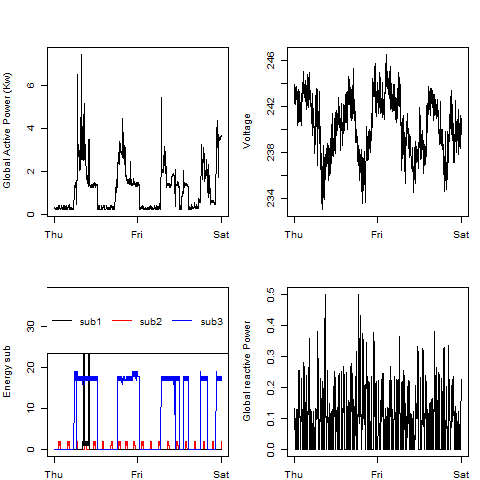 Global Active Power (Kw)
0 2 4 6
Thu Fri Sat
Voltage
234 238 242 246
Thu Fri Sat
Energy sub
0 10 20 30
sub1 sub2 sub3
Thu Fri Sat
Global reactive Power
0.0 0.1 0.2 0.3 0.4 0.5
Thu Fri Sat